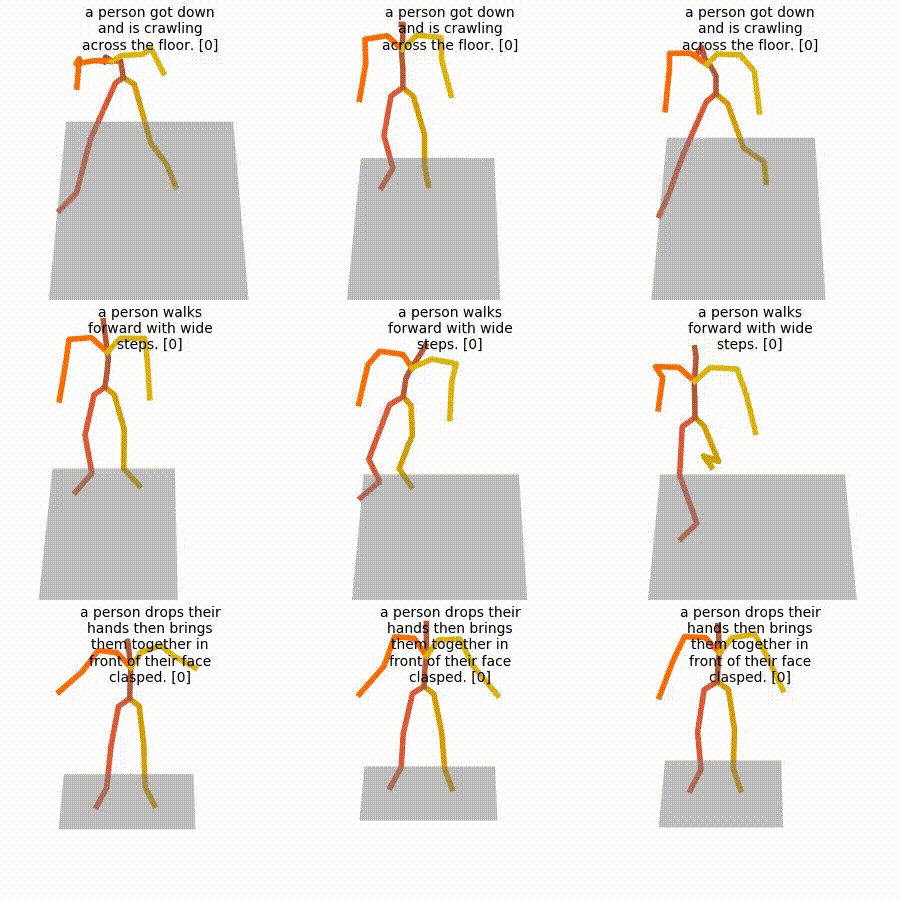 a person got down
and is crawling
across the floor. [0]
a person got down
and is crawling
across the floor. [0]
a person got down
and is crawling
across the floor. [0]
a person walks
forward with wide
steps. [0]
a person walks
forward with wide
steps. [0]
a person walks
forward with wide
steps. [0]
a person drops their
hands then brings
them together in
front of their face
clasped. [0]
a person drops their
hands then brings
them together in
front of their face
clasped. [0]
a person drops their
hands then brings
them together in
front of their face
clasped. [0]